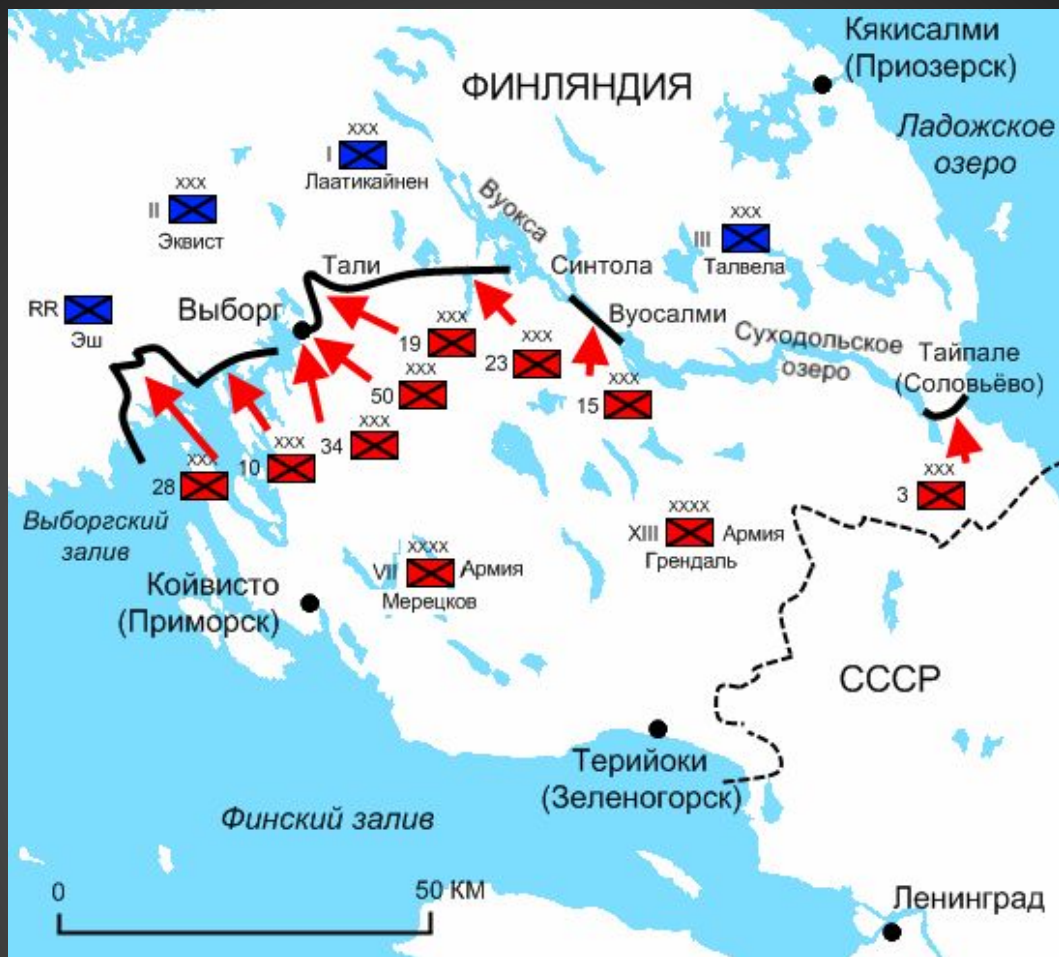 Кякисалми
(Приозерск)
ФИНЛЯНДИЯ
Ладожское
озеро
XXX
I
Лаатикайнен
XXX
II
Эквист
Вуокса
XXX
III
Талвела
Тали
Синтола
RR
Эш
Выборг
Вуосалми
Суходольское
озеро
Тайпале
(Соловьёво)
XXX
19
XXX
23
XXX
50
XXX
15
XXX
34
XXX
10
XXX
28
XXX
3
Выборгский
залив
XXXX
XIII Армия
Грендаль
XXXX
VII Армия
Мерецков
Койвисто
(Приморск)
СССР
Терийоки
(Зеленогорск)
Финский залив
0 50 КМ
Ленинград